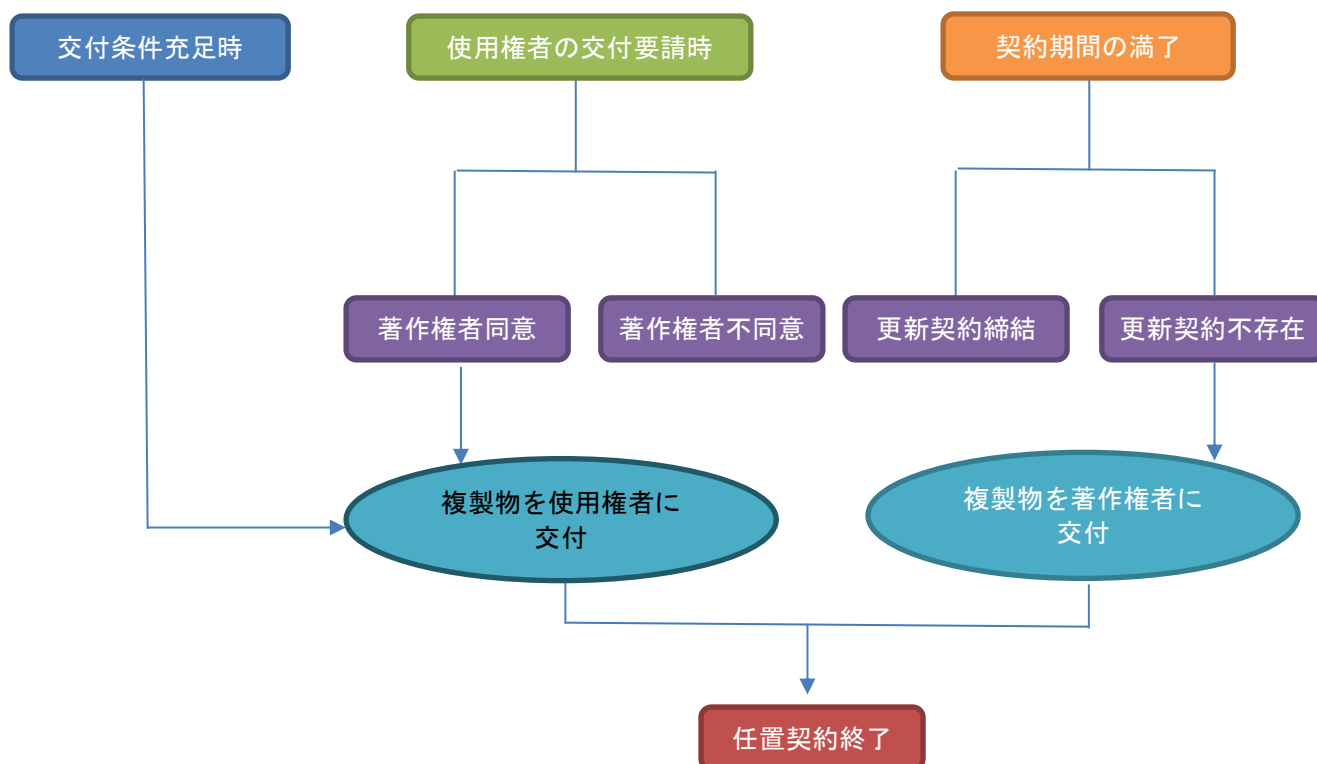 交付条件充足時
使用権者の交付要請時
契約期間の満了
著作権者同意
著作権者不同意
更新契約締結
更新契約不存在
複製物を使用権者に
交付
複製物を著作権者に
交付
任置契約終了